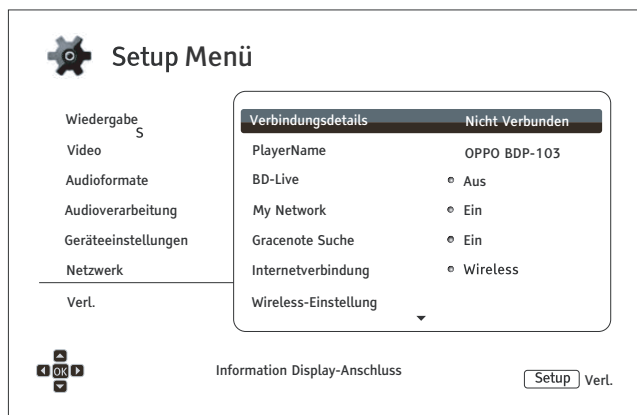 Setup Menü
Wiedergabe
S
Video
Audioformate
Audioverarbeitung
Geräteeinstellungen
Netzwerk
Verl.
Verbindungsdetails Nicht Verbunden
PlayerName OPPO BDP-103
BD-Live Aus
My Network Ein
Gracenote Suche Ein
Internetverbindung Wireless
Wireless-Einstellung
OK
Information Display-Anschluss
Setup Verl.